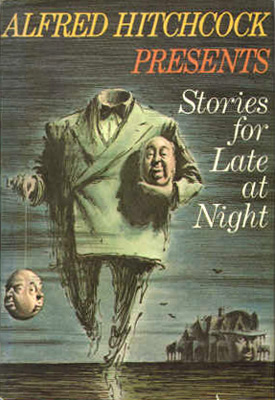 ALFRED HITCHCOCK
PRESENTS
Stories
for
Late
at
Night